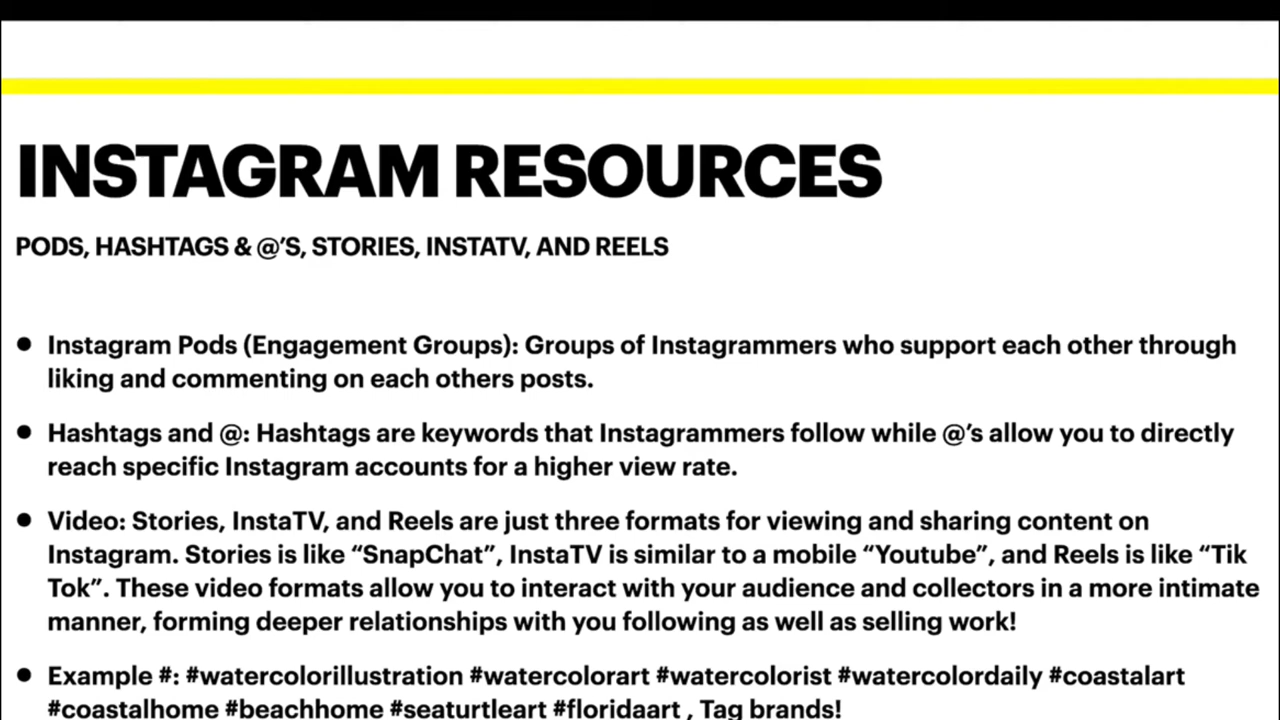 INSTAGRAM RESOURCES
PODS, HASHTAGS & @'S, STORIES, INSTATV, AND REELS
● Instagram Pods (Engagement Groups): Groups of Instagrammers who support each other through
liking and commenting on each others posts.
● Hashtags and @: Hashtags are keywords that Instagrammers follow while @'s allow you to directly
reach specific Instagram accounts for a higher view rate.
● Video: Stories, InstaTV, and Reels are just three formats for viewing and sharing content on
Instagram. Stories is like “SnapChat”, InstaTV is similar to a mobile “Youtube”, and Reels is like “Tik
Tok”. These video formats allow you to interact with your audience and collectors in a more intimate
manner, forming deeper relationships with you following as well as selling work!
● Example #: #watercolorillustration #watercolorart #watercolorist #watercolordaily #coastalart
#coastalhome #beachhome #seaturtleart #floridaart , Tag brands!